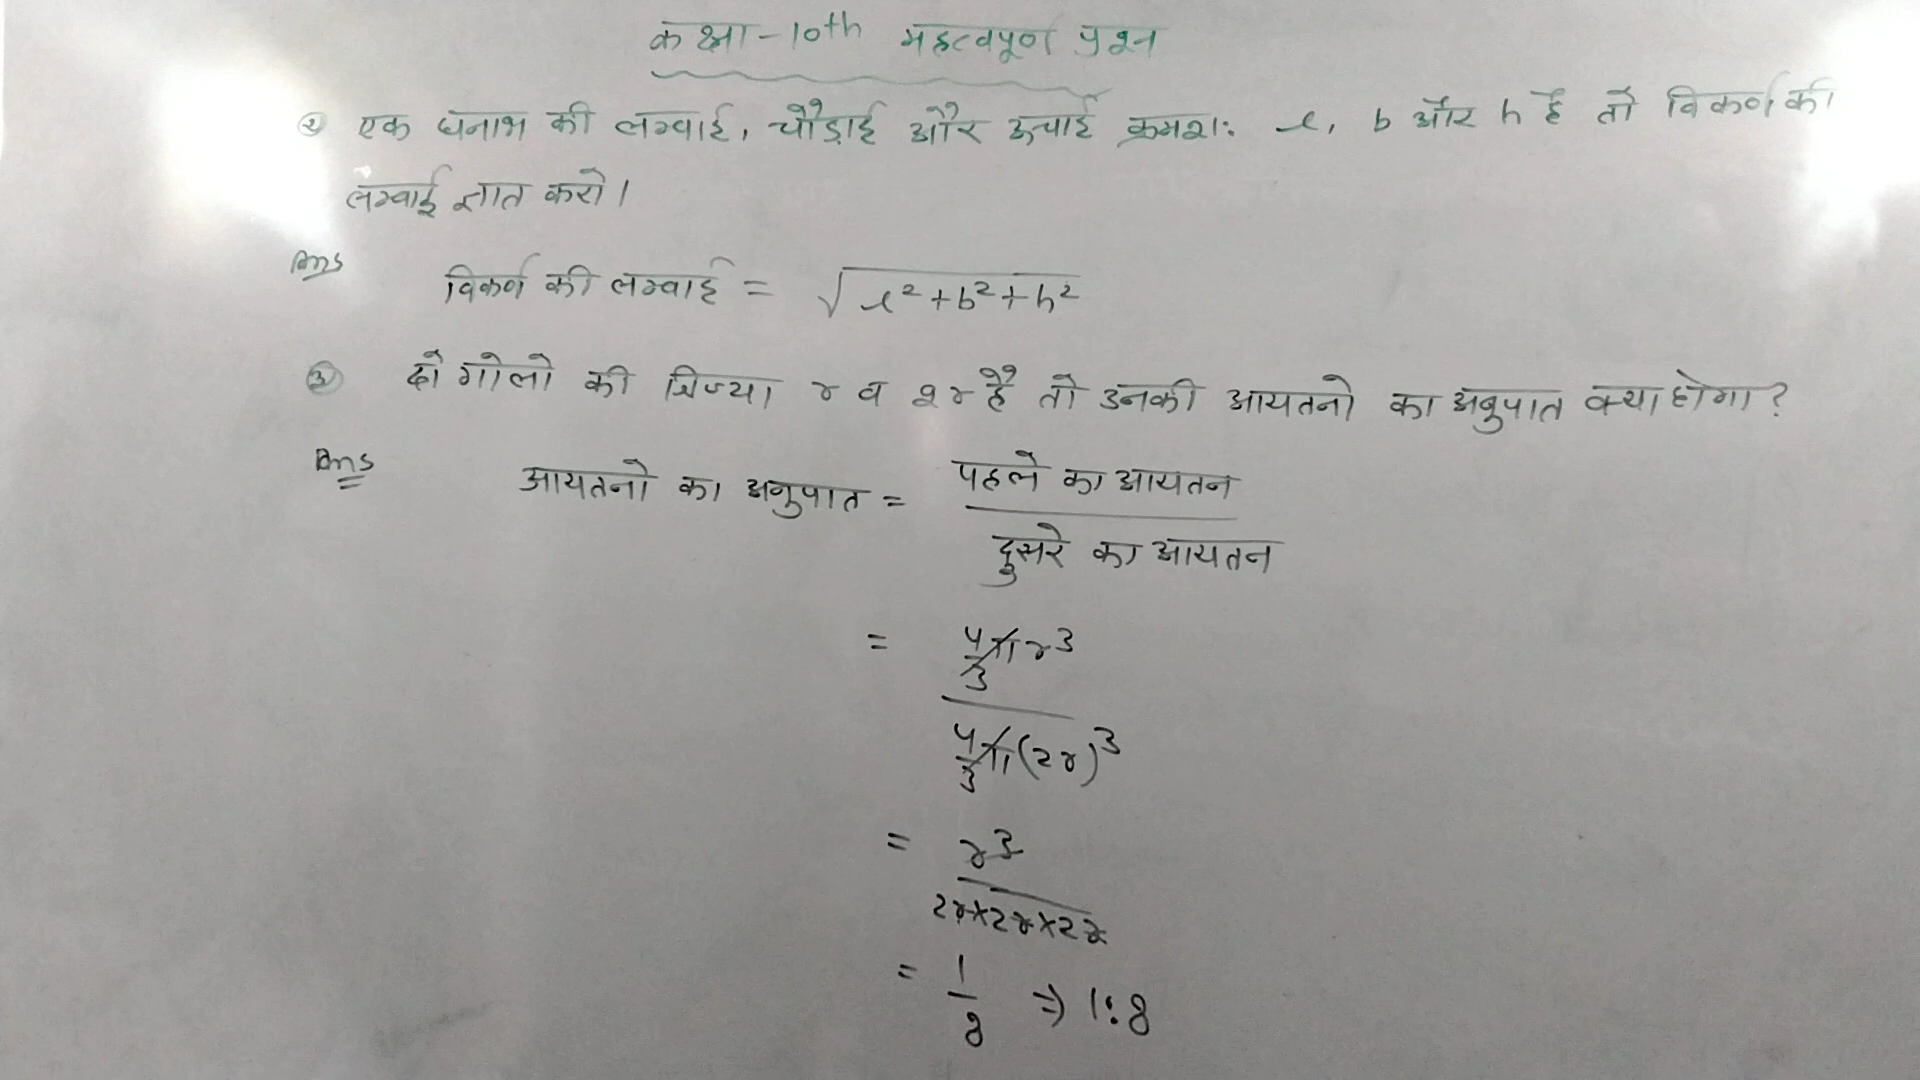 कक्षा-10th महत्वपूर्ण प्रश्न
② एक घनाभ की लम्बाई, चौड़ाई और ऊचाई क्रमशः l, b और h है तो विकर्ण की
लम्बाई ज्ञात करो।
Ans विकर्ण की लम्बाई = √l²+b²+h²
③ दो गोलो की त्रिज्या r व 2r हैं तो उनकी आयतनो का अनुपात क्या होगा?
Ans आयतनो का अनुपात = पहले का आयतन
दुसरे का आयतन
= 4/3 π r³
4/3 π (2r)³
= r³
2r×2r×2r
= 1/8 ⇒ 1:8